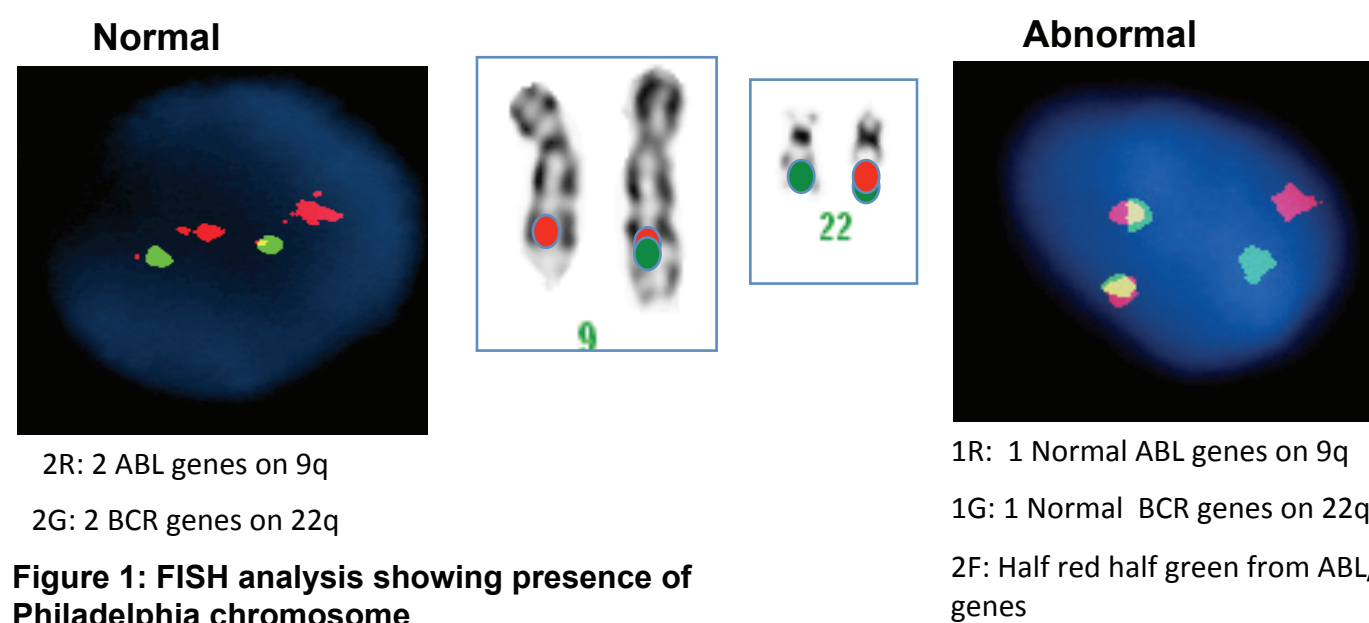 Normal
Abnormal
9
22
2R: 2 ABL genes on 9q
2G: 2 BCR genes on 22q
1R:  1 Normal ABL genes on 9q
1G: 1 Normal  BCR genes on 22q
2F: Half red half green from ABL,
genes
Figure 1: FISH analysis showing presence of
Philadelphia chromosome